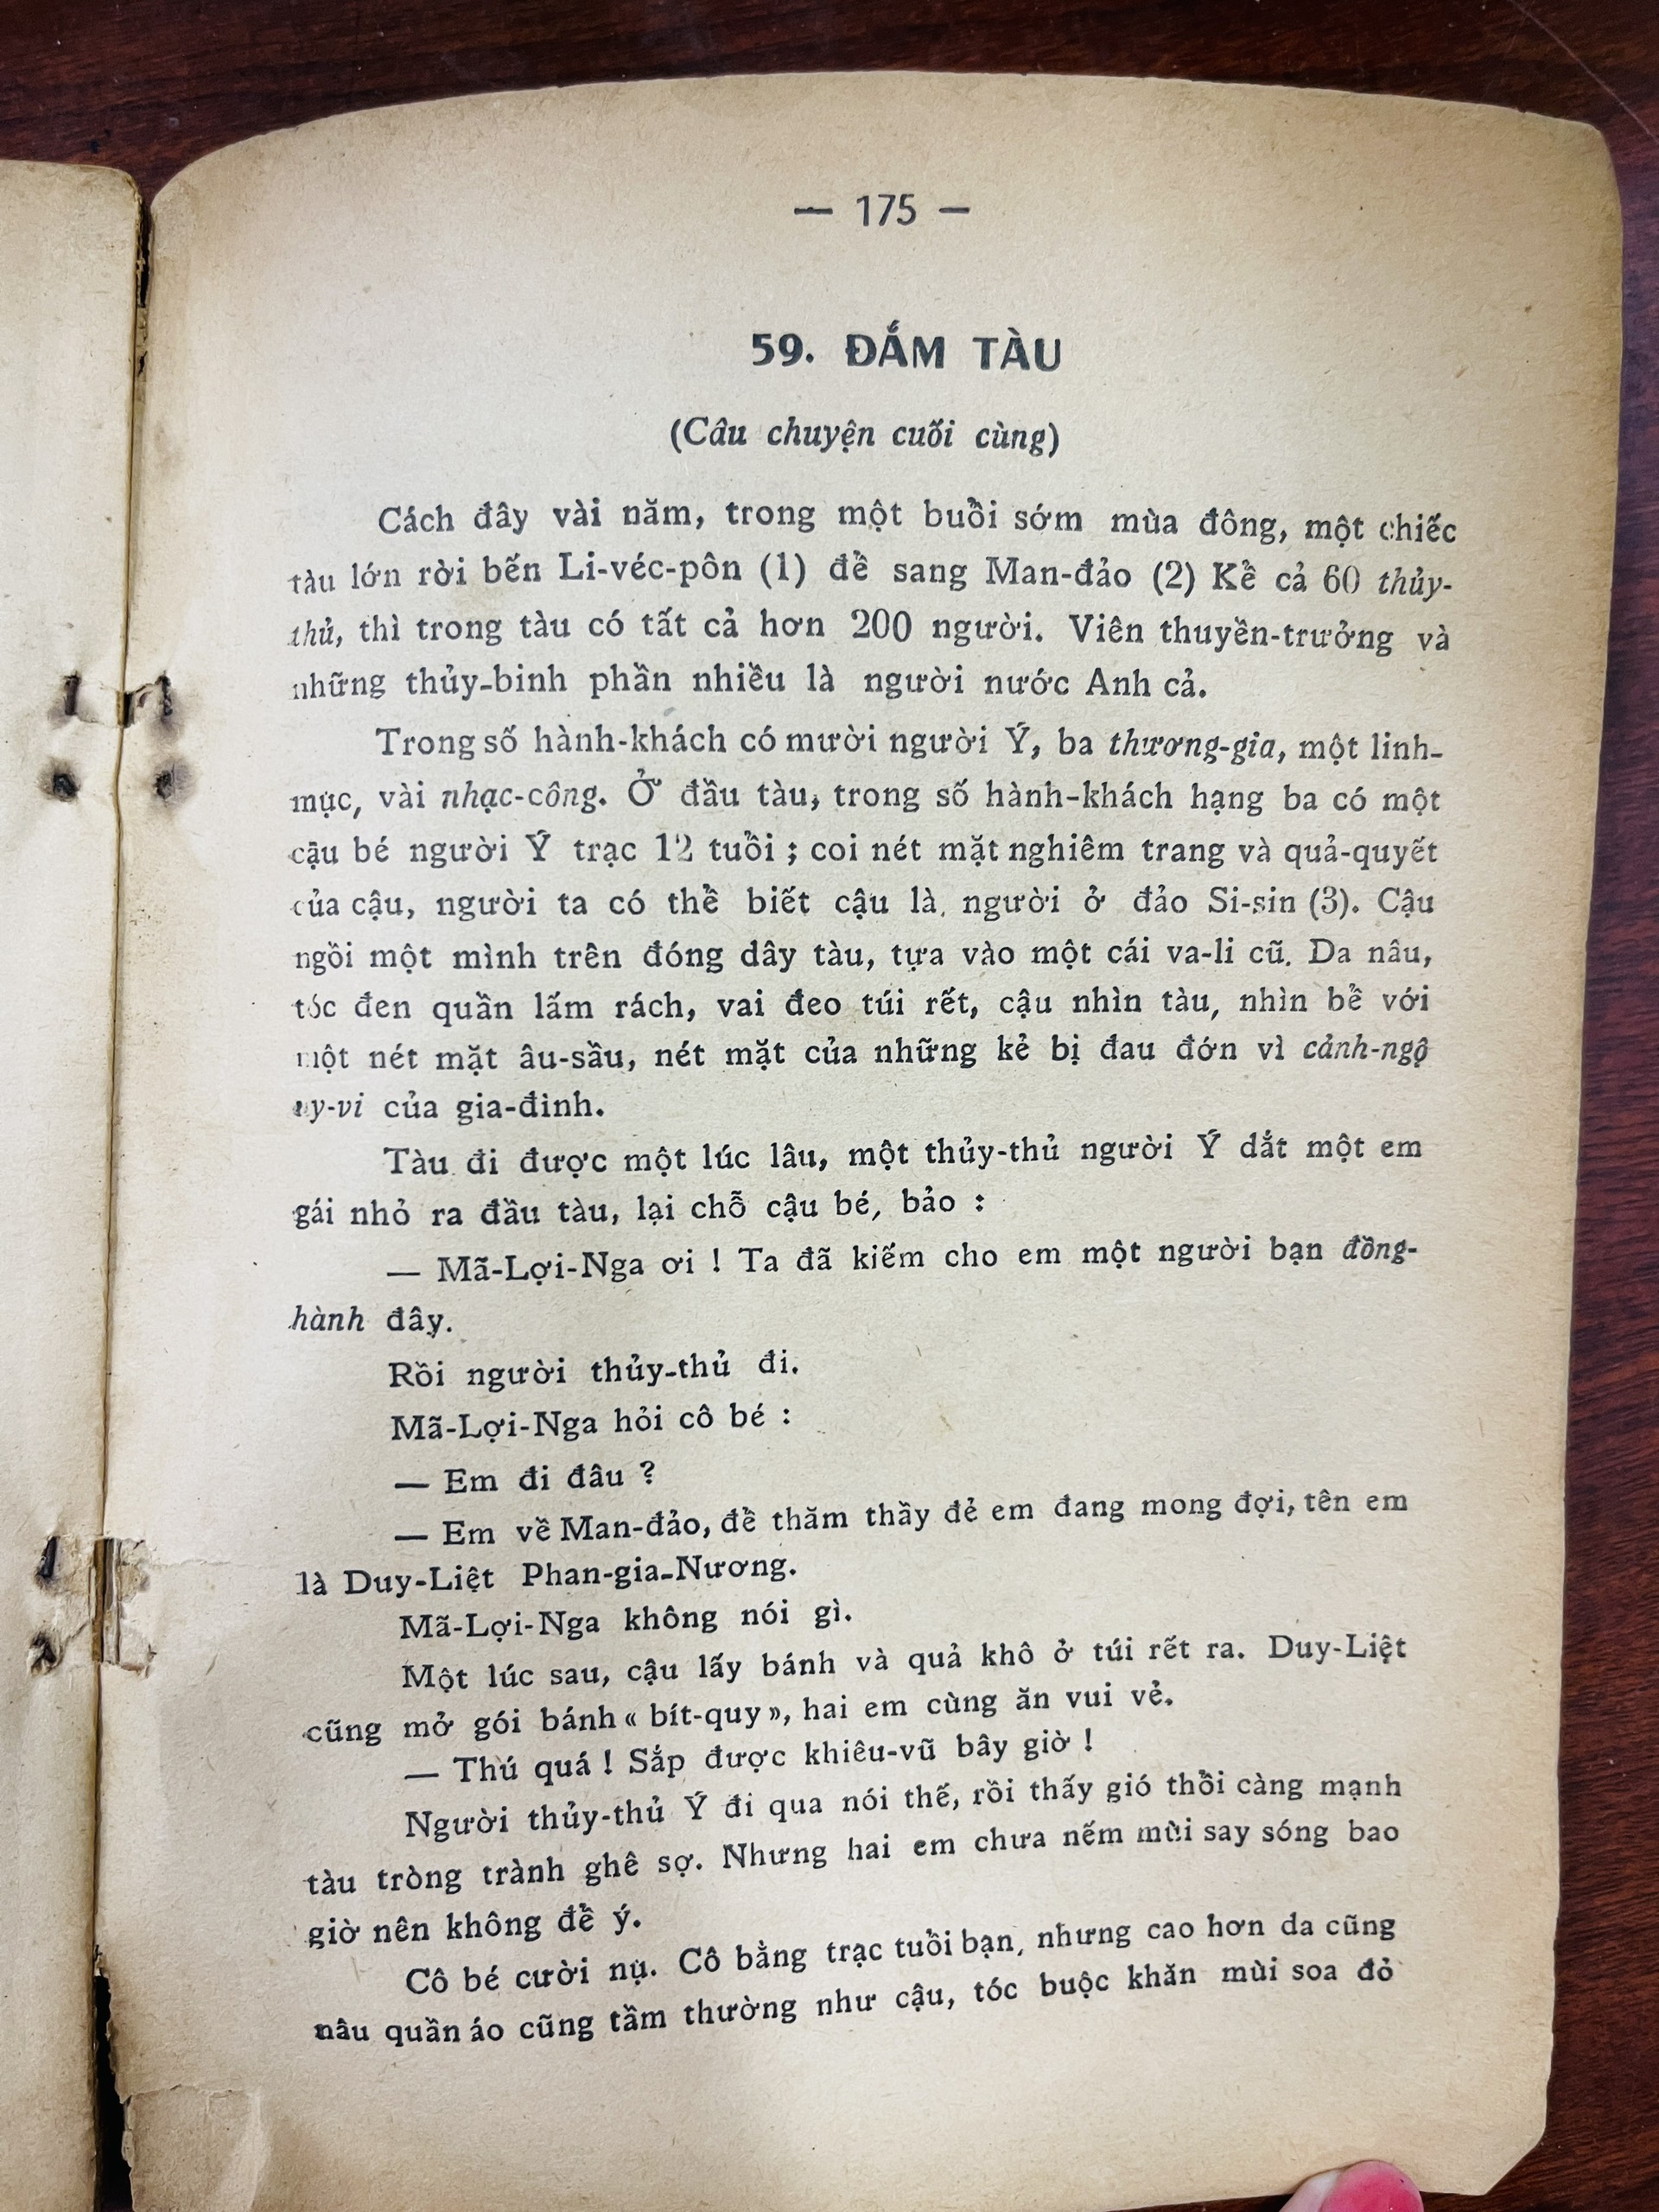 — 175 —
59. ĐẮM TÀU
(Câu chuyện cuối cùng)
Cách đây vài năm, trong một buổi sớm mùa đông, một chiếc
tàu lớn rời bến Li-véc-pôn (1) để sang Man-đảo (2) Kể cả 60 thủy-
thủ, thì trong tàu có tất cả hơn 200 người. Viên thuyền-trưởng và
những thủy-binh phần nhiều là người nước Anh cả.
Trong số hành-khách có mười người Ý, ba thương-gia, một linh-
mục, vài nhạc-công. Ở đầu tàu, trong số hành-khách hạng ba có một
cậu bé người Ý trạc 12 tuổi ; coi nét mặt nghiêm trang và quả-quyết
của cậu, người ta có thể biết cậu là người ở đảo Si-sin (3). Cậu
ngồi một mình trên đóng dây tàu, tựa vào một cái va-li cũ. Da nâu,
tóc đen quần lấm rách, vai đeo túi rết, cậu nhìn tàu, nhìn bể với
một nét mặt âu-sầu, nét mặt của những kẻ bị đau đớn vì cảnh-ngộ
uy-vi của gia-đinh.
Tàu đi được một lúc lâu, một thủy-thủ người Ý dắt một em
gái nhỏ ra đầu tàu, lại chỗ cậu bé, bảo :
— Mã-Lợi-Nga ơi ! Ta đã kiếm cho em một người bạn đồng-
hành đây.
Rồi người thủy-thủ đi.
Mã-Lợi-Nga hỏi cô bé :
— Em đi đâu ?
— Em về Man-đảo, để thăm thầy đẻ em đang mong đợi, tên em
là Duy-Liệt Phan-gia-Nương.
Mã-Lợi-Nga không nói gì.
Một lúc sau, cậu lấy bánh và quả khô ở túi rết ra. Duy-Liệt
cũng mở gói bánh « bít-quy », hai em cùng ăn vui vẻ.
— Thú quá ! Sắp được khiêu-vũ bây giờ !
Người thủy-thủ Ý đi qua nói thế, rồi thấy gió thổi càng mạnh
tàu tròng trành ghê sợ. Nhưng hai em chưa nếm mùi say sóng bao
giờ nên không để ý.
Cô bé cười nụ. Cô bằng trạc tuổi bạn, nhưng cao hơn da cũng
nâu quần áo cũng tầm thường như cậu, tóc buộc khăn mùi soa đỏ